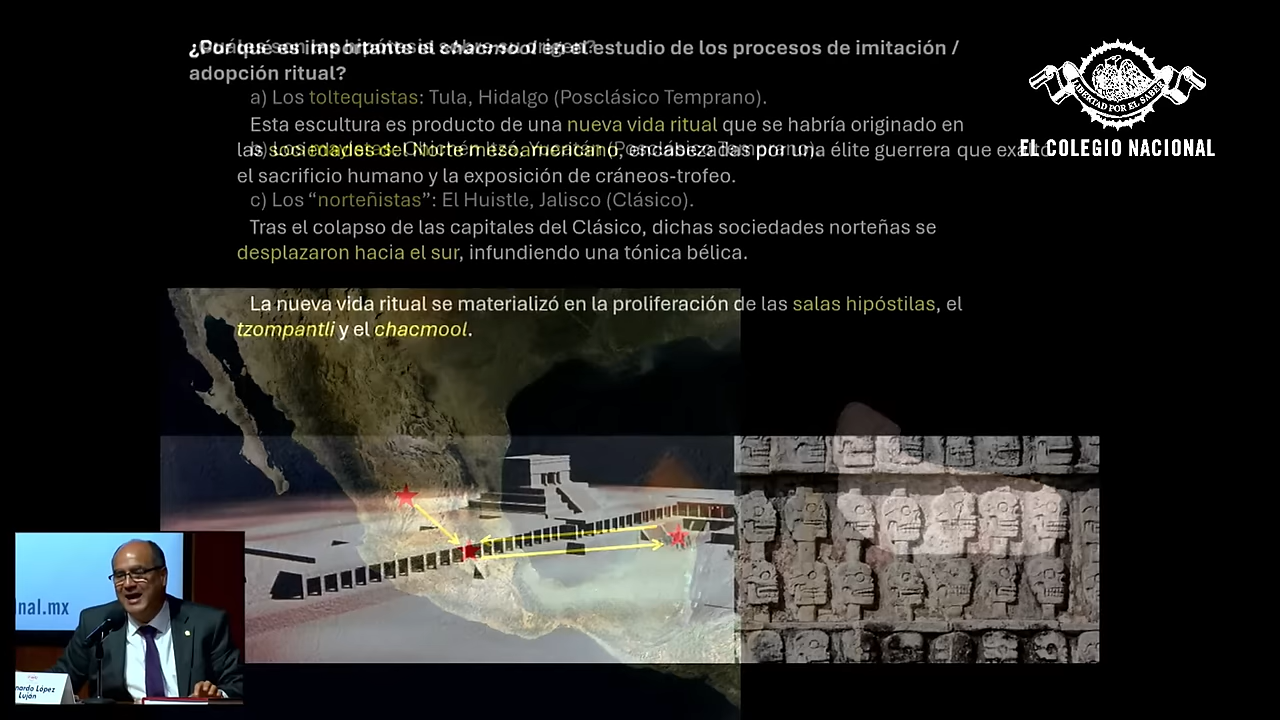 ¿Por qué es importante el chacmool en el estudio de los procesos de imitación /
adopción ritual?
a) Los toltequistas: Tula, Hidalgo (Posclásico Temprano).
Esta escultura es producto de una nueva vida ritual que se habría originado en
las sociedades del Norte mesoamericano, encabezadas por una élite guerrera que
el sacrificio humano y la exposición de cráneos-trofeo.
c) Los “norteñistas”: El Huistle, Jalisco (Clásico).
Tras el colapso de las capitales del Clásico, dichas sociedades norteñas se
desplazaron hacia el sur, infundiendo una tónica bélica.
La nueva vida ritual se materializó en la proliferación de las salas hipóstilas, el
tzompantli y el chacmool.
LIBERTAD POR EL SABER
EL COLEGIO NACIONAL
nal.mx
nardo López
Luján